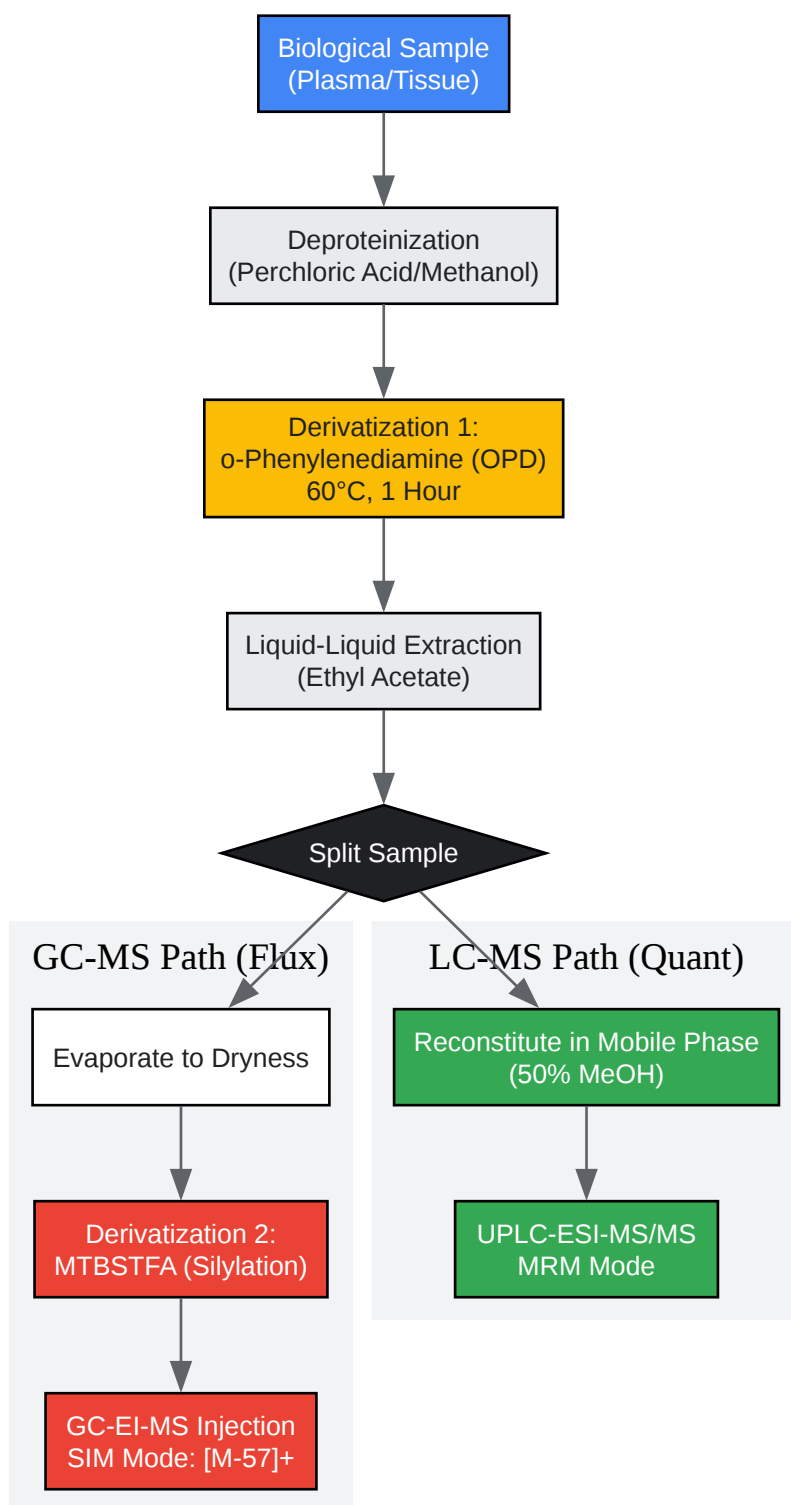 Biological Sample
(Plasma/Tissue)
Deproteinization
(Perchloric Acid/Methanol)
Derivatization 1:
o-Phenylenediamine (OPD)
60°C, 1 Hour
Liquid-Liquid Extraction
(Ethyl Acetate)
Split Sample
GC-MS Path (Flux)
Evaporate to Dryness
Derivatization 2:
MTBSTFA (Silylation)
GC-EI-MS Injection
SIM Mode: [M-57]+
LC-MS Path (Quant)
Reconstitute in Mobile Phase
(50% MeOH)
UPLC-ESI-MS/MS
MRM Mode